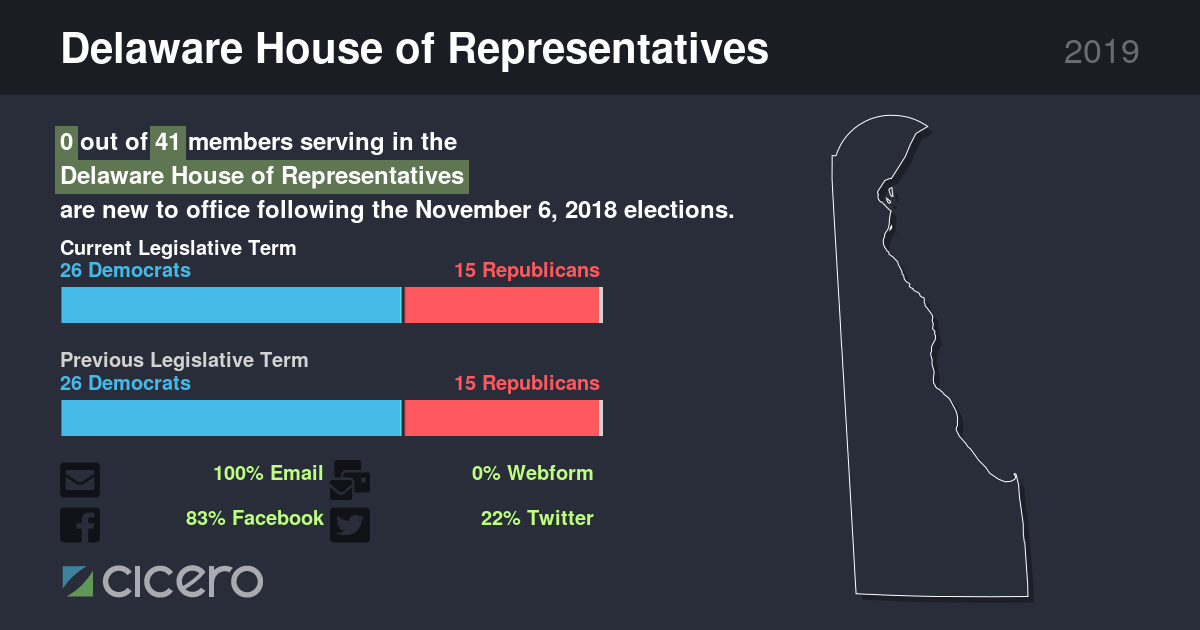 Delaware House of Representatives
2019
0 out of 41 members serving in the
Delaware House of Representatives
are new to office following the November 6, 2018 elections.
Current Legislative Term
26 Democrats 15 Republicans
Previous Legislative Term
26 Democrats 15 Republicans
100% Email 0% Webform
83% Facebook 22% Twitter
cicero